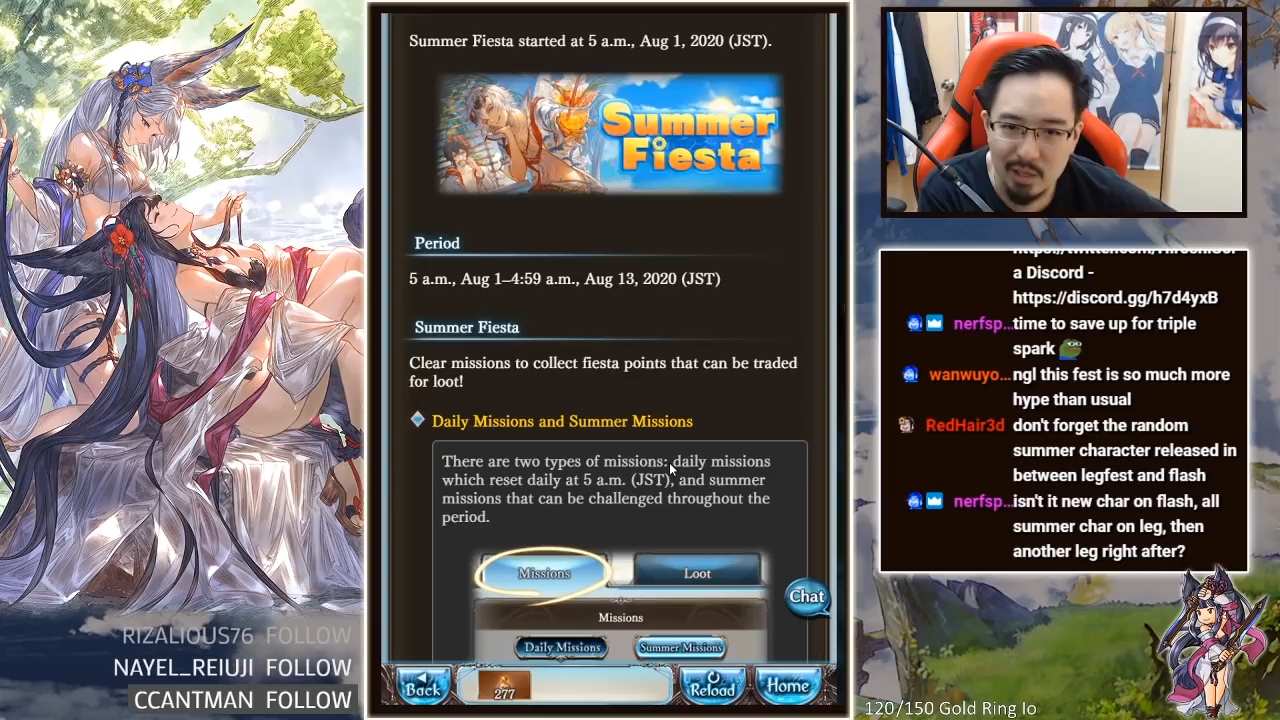 Summer Fiesta started at 5 a.m., Aug 1, 2020 (JST).
Summer
Fiesta
Period
5 a.m., Aug 1–4:59 a.m., Aug 13, 2020 (JST)
Summer Fiesta
Clear missions to collect fiesta points that can be traded
for loot!
Daily Missions and Summer Missions
There are two types of missions: daily missions
which reset daily at 5 a.m. (JST), and summer
missions that can be challenged throughout the
period.
Missions
Loot
Missions
Daily Missions
Summer Missions
Chat
Back
277
Reload
Home
a Discord -
https://discord.gg/h7d4yxB
nerfsp... time to save up for triple
spark
wanwuyo... ngl this fest is so much more
hype than usual
RedHair3d don't forget the random
summer character released in
between legfest and flash
nerfsp... isn't it new char on flash, all
summer char on leg, then
another leg right after?
RIZALIOUS76 FOLLOW
NAYEL_REIUJI FOLLOW
CCANTMAN FOLLOW
120/150 Gold Ring Io